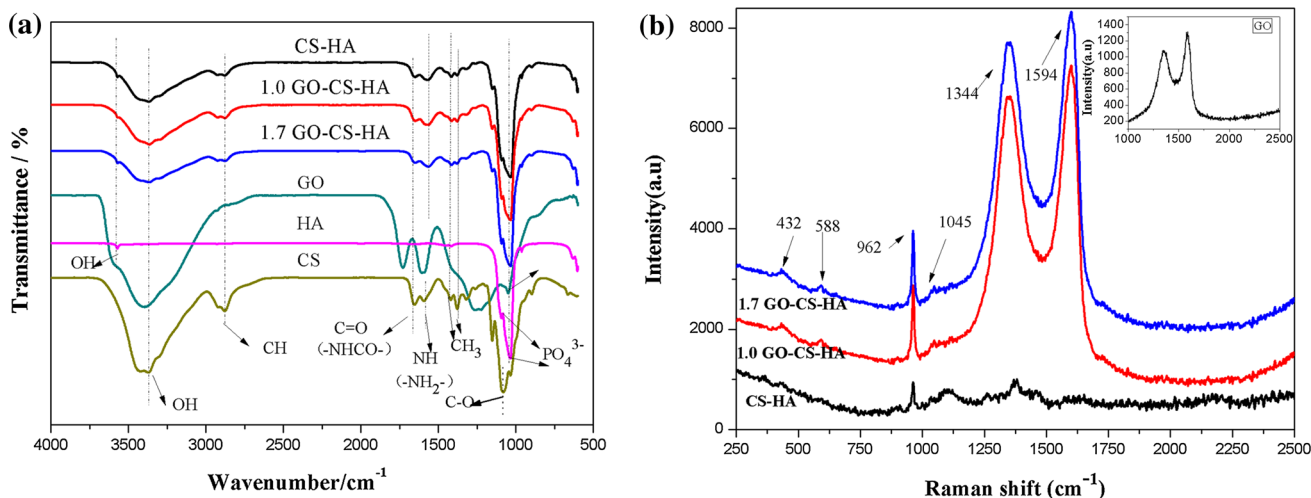 (a)
CS-HA
1.0 GO-CS-HA
1.7 GO-CS-HA
GO
HA
CS
OH
OH
CH
C=O
(-NHCO-)
NH
(-NH2-)
CH3
C-O
PO4 3-
Transmittance / %
4000 3500 3000 2500 2000 1500 1000 500
Wavenumber/cm-1
(b)
8000
6000
4000
2000
0
Intensity(a.u)
1344
1594
432
588
962
1045
1.7 GO-CS-HA
1.0 GO-CS-HA
CS-HA
250 500 750 1000 1250 1500 1750 2000 2250 2500
Raman shift (cm-1)
GO
1400
1200
1000
800
600
400
200
Intensity(a.u)
1000 1500 2000 2500